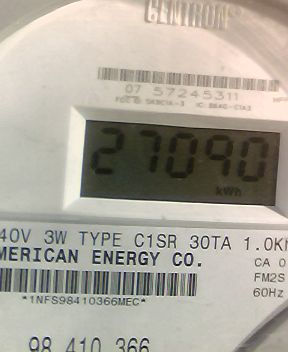 CENTRON
07 57245311
27090
kWh
40V 3W TYPE C1SR 30TA 1.0K
MERICAN ENERGY CO.
CA 0
FM2S
60Hz
*1NFS98410366MEC*
98 410 366